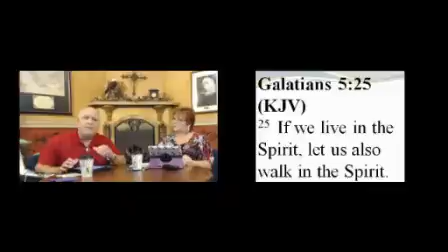 Galatians 5:25
(KJV)
25 If we live in the
Spirit, let us also
walk in the Spirit.